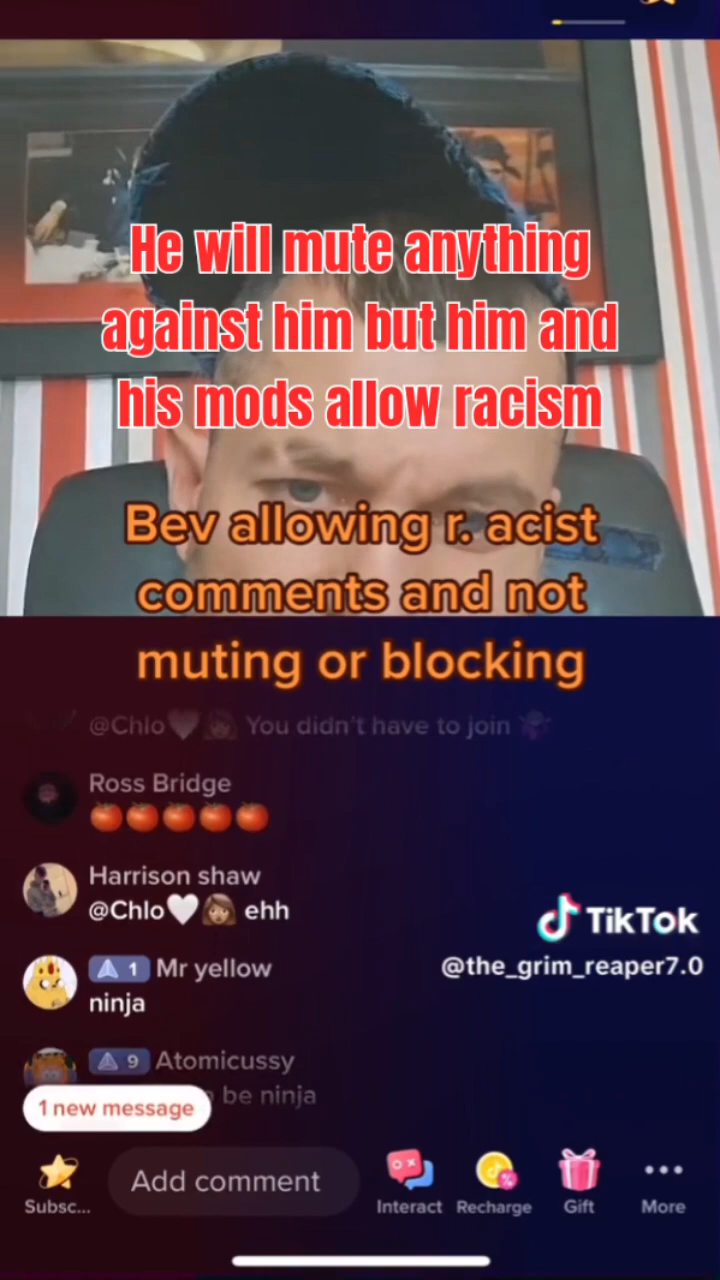 He will mute anything
against him but him and
his mods allow racism
Bev allowing r. acist
comments and not
muting or blocking
@Chlo🤍👩🏽 You didn't have to join 🤷
Ross Bridge
🍅🍅🍅🍅🍅
Harrison shaw
@Chlo🤍👩🏽 ehh
1 Mr yellow
ninja
TikTok
@the_grim_reaper7.0
9 Atomicussy
be ninja
1 new message
Subsc...
Add comment
Interact
Recharge
Gift
More